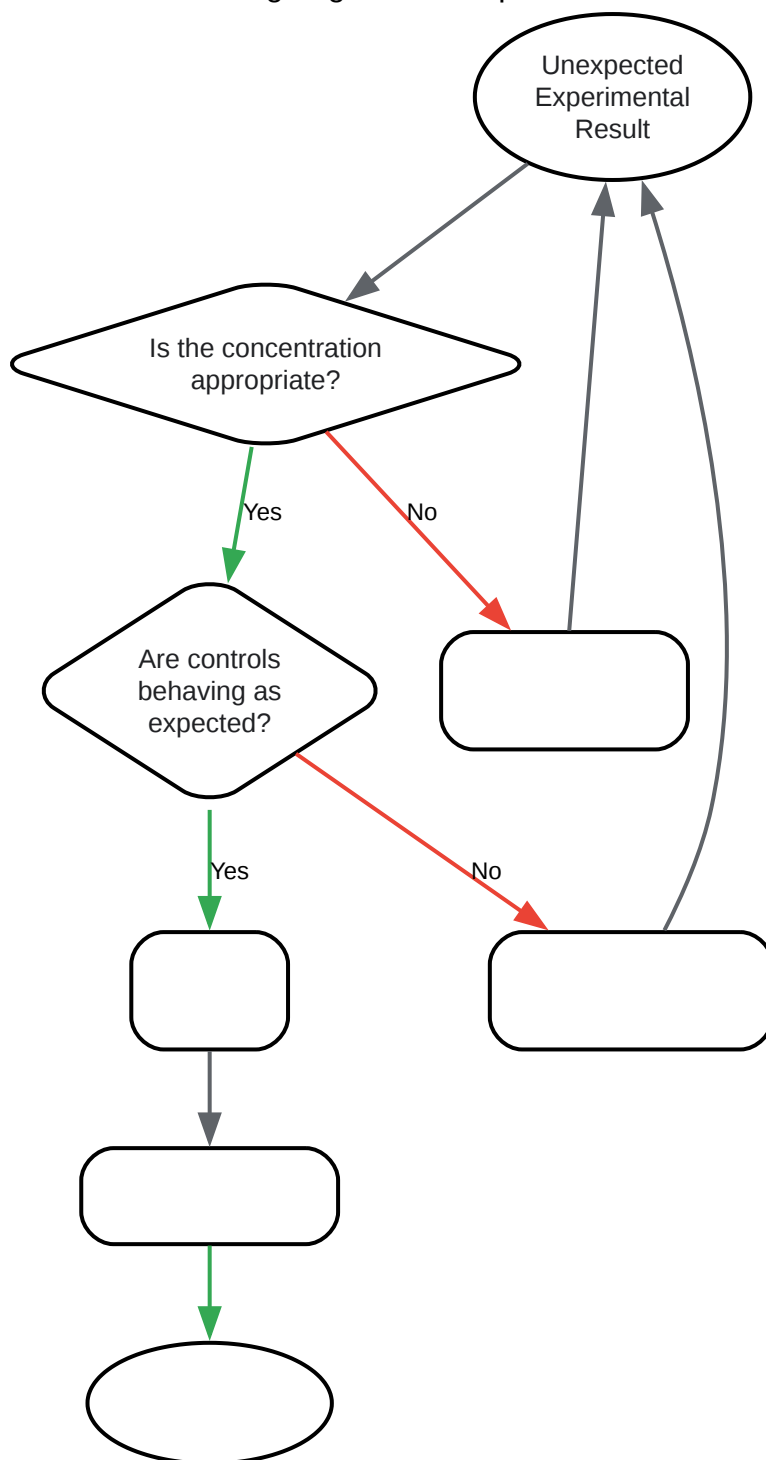 Unexpected
Experimental
Result
Is the concentration
appropriate?
Yes
No
Are controls
behaving as
expected?
Yes
No